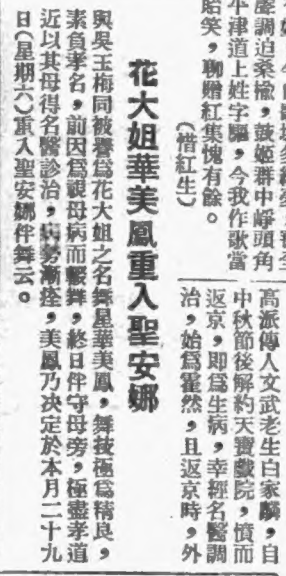 調迫桑榆,鼓姬群中崢頭角
平津道上姓字驅,今我作歌當
貽笑,聊贈紅集愧有餘。
(惜紅生)
高派傳人文武老生白家麟,自
中秋節後解約天寶戲院,憤而
返京,即爲生病,幸經名醫調
治,始爲霍然,且返京時,外
花大姐華美鳳重入聖安娜
與吳玉梅同被譽爲花大姐之名舞星華美鳳,舞技極爲精良,
素負孝名,前因爲親母病而輟舞,終日伴守母旁,極盡孝道
近以其母得名醫診治,病勢漸痊,美鳳乃決定於本月二十九
日(星期六)重入聖安娜伴舞云。